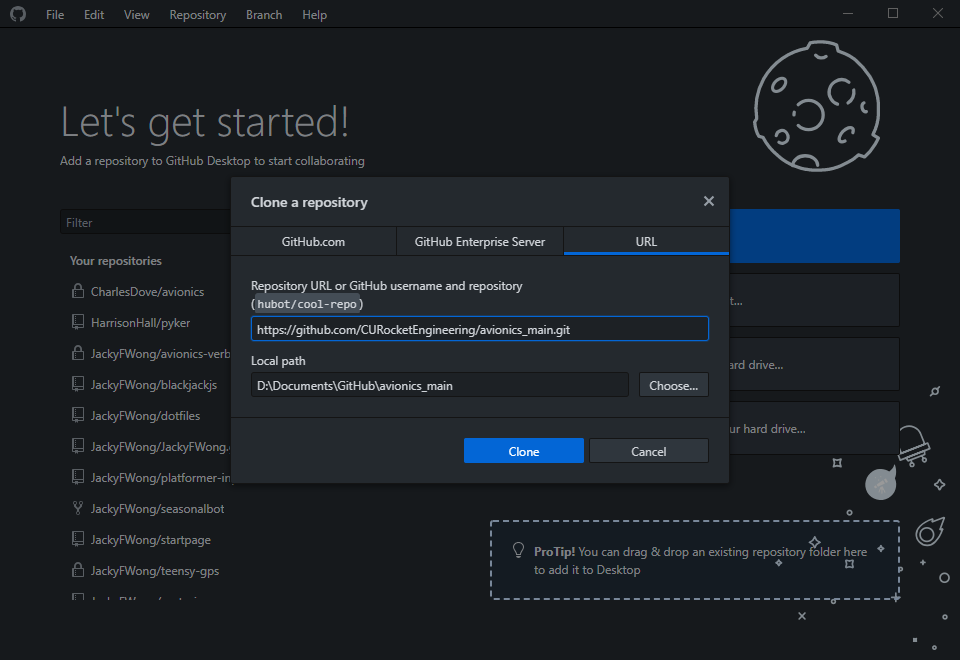 File Edit View Repository Branch Help
Let's get started!
Add a repository to GitHub Desktop to start collaborating
Filter
Your repositories
CharlesDove/avionics
HarrisonHall/pyker
JackyFWong/avionics-verb
JackyFWong/blackjackjs
JackyFWong/dotfiles
JackyFWong/JackyFWong.
JackyFWong/platformer-in
JackyFWong/seasonalbot
JackyFWong/startpage
JackyFWong/teensy-gps
Clone a repository
GitHub.com GitHub Enterprise Server URL
Repository URL or GitHub username and repository
(hubot/cool-repo)
https://github.com/CURocketEngineering/avionics_main.git
Local path
D:\Documents\GitHub\avionics_main Choose...
Clone Cancel
t...
ard drive...
ur hard drive...
ProTip! You can drag & drop an existing repository folder here
to add it to Desktop